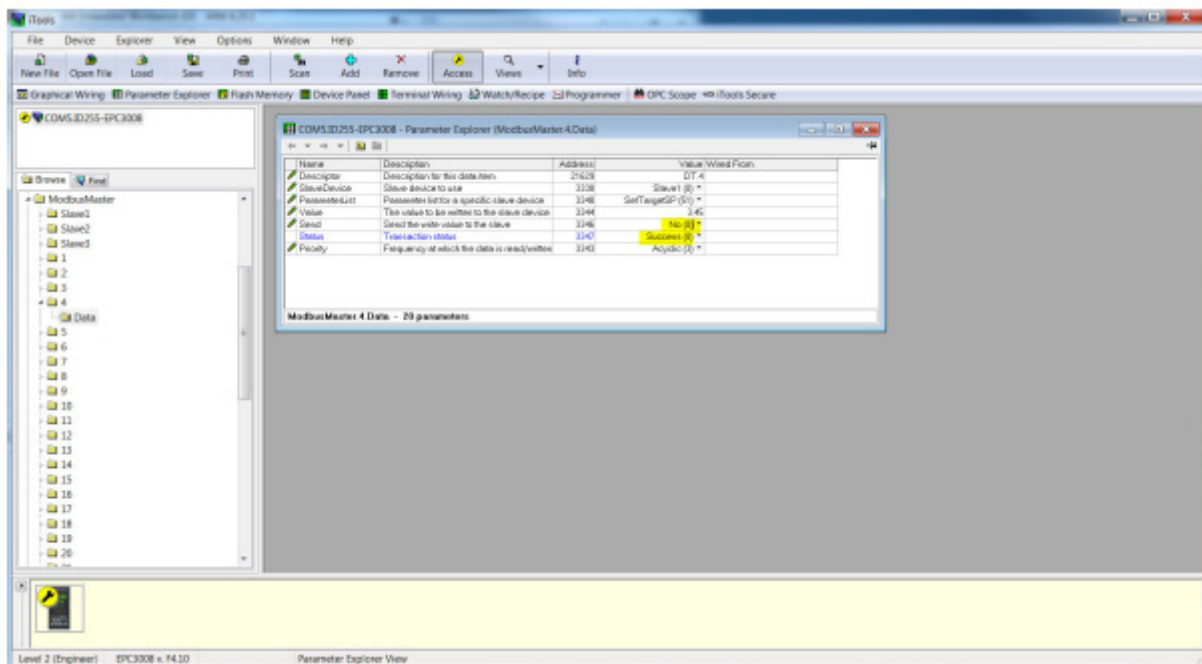 iTools
File Device Explorer View Options Window Help
New File Open File Load Save Print Scan Add Remove Access Views Info
Graphical Wiring Parameter Explorer Flash Memory Device Panel Terminal Wiring Watch/Recipe Programmer OPC Scope iTools Secure
COM5.ID255-EPC3008
Browse Find
ModbusMaster
Slave1
Slave2
Slave3
1
2
3
4
Data
5
6
7
8
9
10
11
12
13
14
15
16
17
18
19
20
COM5.ID255-EPC3008 - Parameter Explorer (ModbusMaster.4.Data)
Name Description Address Value Wired From
Descriptor Description for this data item 21629 DT.4
SlaveDevice Slave device to use 3338 Slave1 (0)
ParameterList Parameter list for a specific slave device 3340 SetTargetSP (51)
Value The value to be written to the slave device 3344 3.45
Send Send the write value to the slave 3346 No (0)
Status Transaction status 3347 Success (0)
Priority Frequency at which the data is read/written 3343 Acyclic (3)
ModbusMaster.4.Data - 20 parameters
Level 2 (Engineer) EPC3008 v. F4.10 Parameter Explorer View